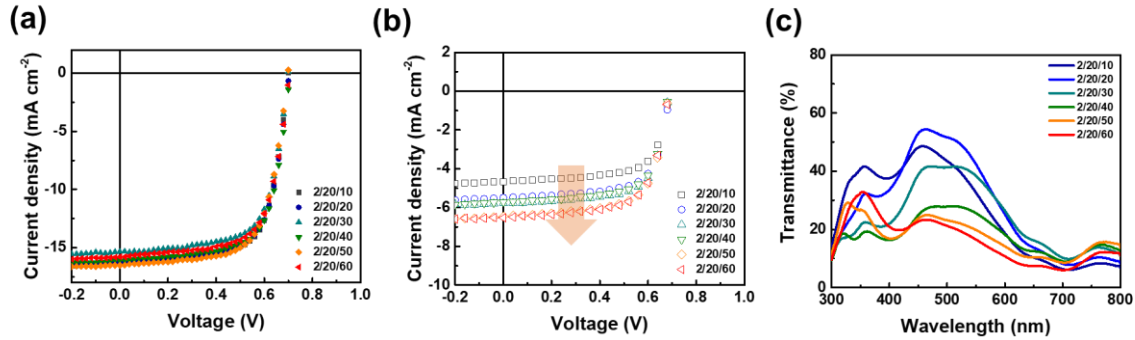 (a)
Current density (mA cm-2)
0
-5
-10
-15
-0.2 0.0 0.2 0.4 0.6 0.8 1.0
Voltage (V)
2/20/10
2/20/20
2/20/30
2/20/40
2/20/50
2/20/60
(b)
Current density (mA cm-2)
2
0
-2
-4
-6
-8
-10
-0.2 0.0 0.2 0.4 0.6 0.8 1.0
Voltage (V)
2/20/10
2/20/20
2/20/30
2/20/40
2/20/50
2/20/60
(c)
Transmittance (%)
80
60
40
20
0
300 400 500 600 700 800
Wavelength (nm)
2/20/10
2/20/20
2/20/30
2/20/40
2/20/50
2/20/60